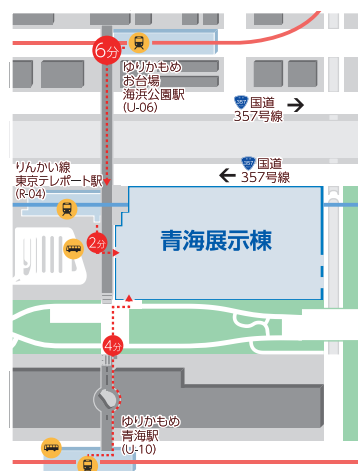 6分
ゆりかもめ
お台場
海浜公園駅
(U-06)
357 国道
357号線
357 国道
357号線
りんかい線
東京テレポート駅
(R-04)
2分
青海展示棟
4分
ゆりかもめ
青海駅
(U-10)